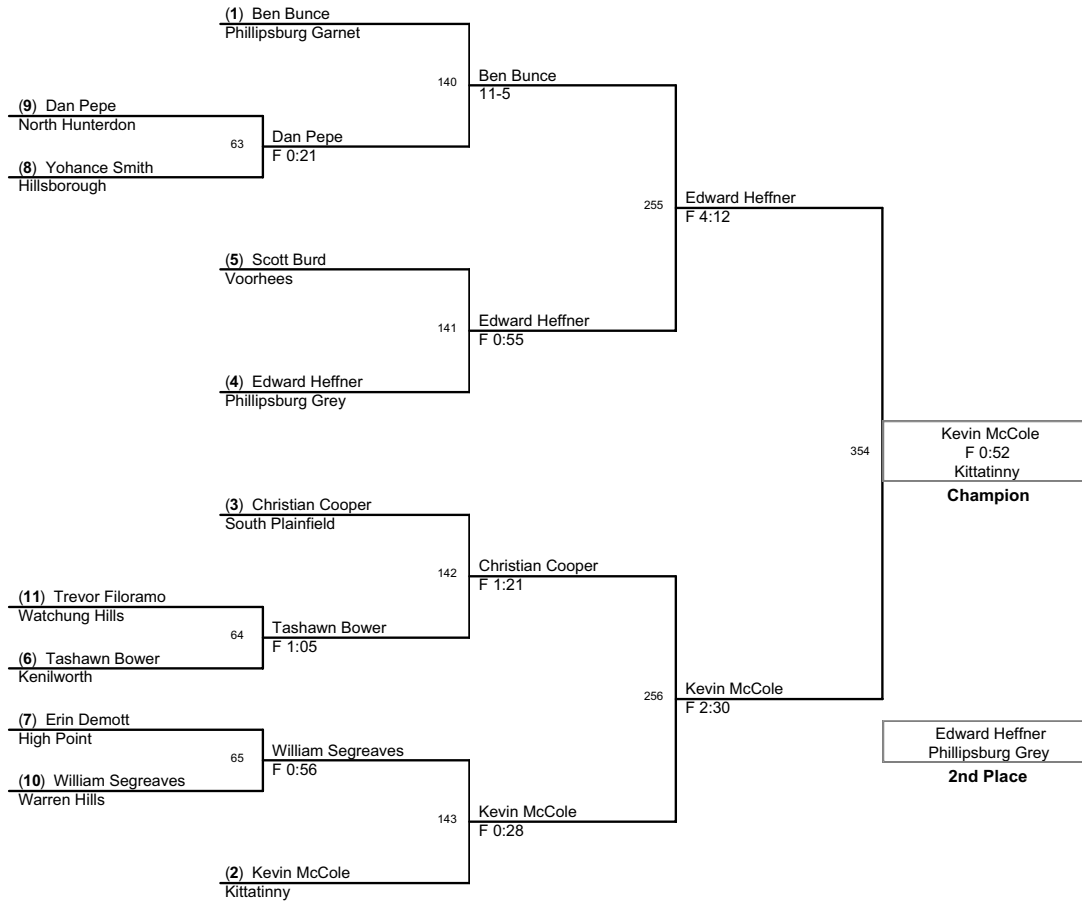 (1) Ben Bunce
Phillipsburg Garnet
140
Ben Bunce
11-5
(9) Dan Pepe
North Hunterdon
63
Dan Pepe
F 0:21
(8) Yohance Smith
Hillsborough
255
Edward Heffner
F 4:12
(5) Scott Burd
Voorhees
141
Edward Heffner
F 0:55
(4) Edward Heffner
Phillipsburg Grey
354
Kevin McCole
F 0:52
Kittatinny
Champion
(3) Christian Cooper
South Plainfield
142
Christian Cooper
F 1:21
(11) Trevor Filoramo
Watchung Hills
64
Tashawn Bower
F 1:05
(6) Tashawn Bower
Kenilworth
256
Kevin McCole
F 2:30
(7) Erin Demott
High Point
65
William Segreaves
F 0:56
(10) William Segreaves
Warren Hills
143
Kevin McCole
F 0:28
(2) Kevin McCole
Kittatinny
Edward Heffner
Phillipsburg Grey
2nd Place